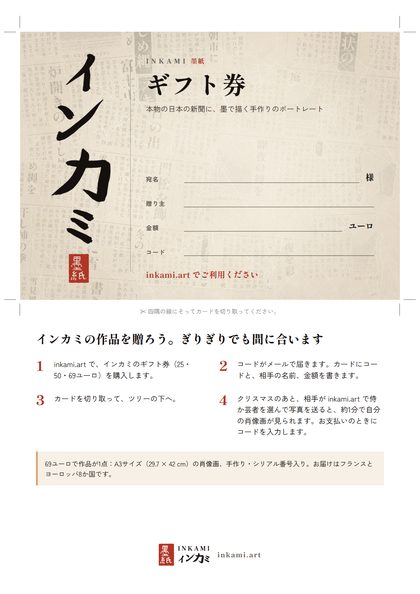 インカミ
墨紙
INKAMI 墨紙
ギフト券
本物の日本の新聞に、墨で描く手作りのポートレート
宛名 様
贈り主
金額 ユーロ
コード
inkami.art でご利用ください
✂ 四隅の線にそってカードを切り取ってください。
インカミの作品を贈ろう。ぎりぎりでも間に合います
1 inkami.art で、インカミのギフト券（25・
50・69ユーロ）を購入します。
2 コードがメールで届きます。カードにコー
ドと、相手の名前、金額を書きます。
3 カードを切り取って、ツリーの下へ。
4 クリスマスのあと、相手が inkami.art で侍
か芸者を選んで写真を送ると、約1分で自分
の肖像画が見られます。お支払いのときに
コードを入力します。
69ユーロで作品が1点：A3サイズ（29.7 × 42 cm）の肖像画、手作り・シリアル番号入り。お届けはフランスと
ヨーロッパ8か国です。
墨紙
INKAMI
インカミ
inkami.art